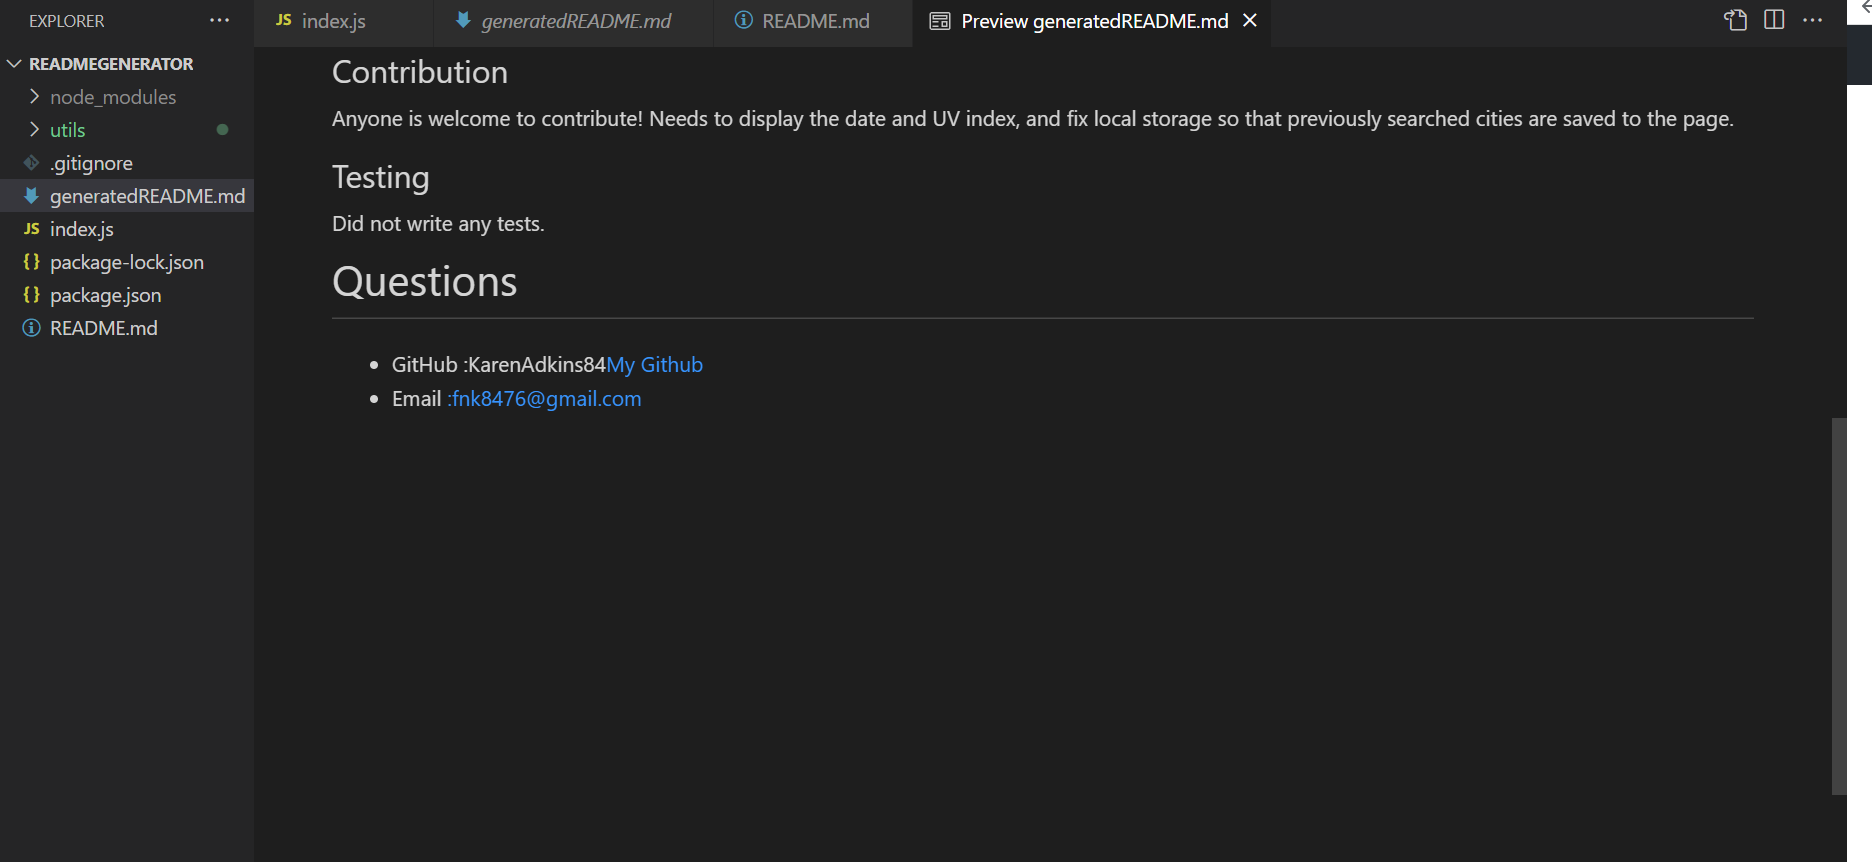 EXPLORER
READMEGENERATOR
node_modules
utils
.gitignore
generatedREADME.md
JS index.js
{} package-lock.json
{} package.json
README.md
JS index.js
generatedREADME.md
README.md
Preview generatedREADME.md
Contribution
Anyone is welcome to contribute! Needs to display the date and UV index, and fix local storage so that previously searched cities are saved to the page.
Testing
Did not write any tests.
Questions
GitHub :KarenAdkins84My Github
Email :fnk8476@gmail.com